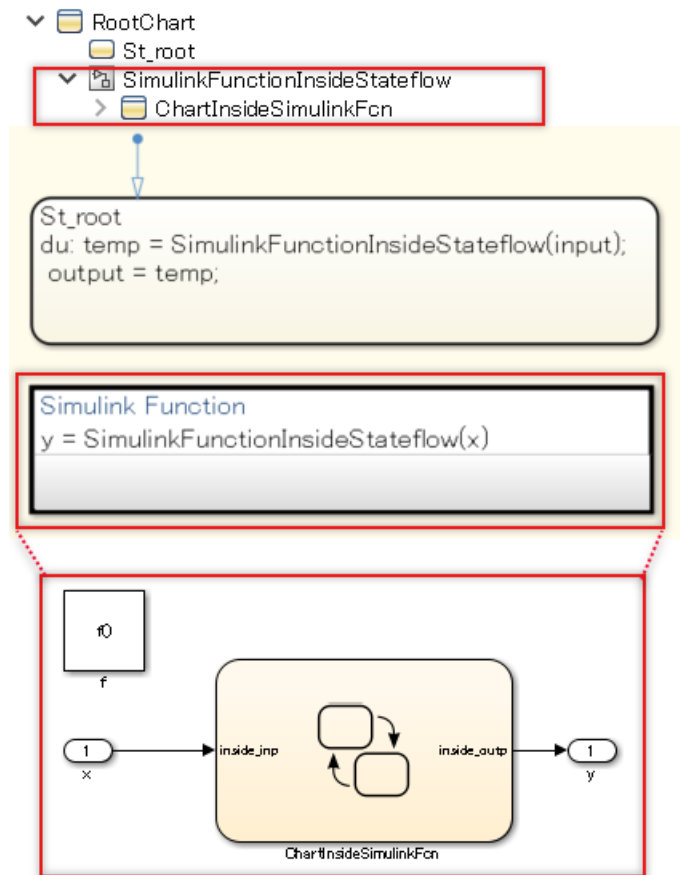 RootChart
St_root
SimulinkFunctionInsideStateflow
ChartInsideSimulinkFcn
St_root
du: temp = SimulinkFunctionInsideStateflow(input);
output = temp;
Simulink Function
y = SimulinkFunctionInsideStateflow(x)
f()
f
1
x
inside_inp
inside_outp
1
y
ChartInsideSimulinkFcn